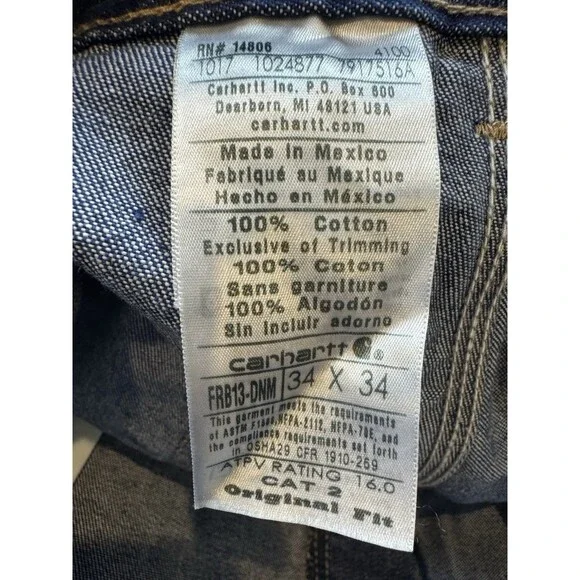 RN# 14806 4100
1017 1024877 7917516A
Carhartt Inc. P.O. Box 600
Dearborn, MI 48121 USA
carhartt.com
Made in Mexico
Fabriqué au Mexique
Hecho en México
100% Cotton
Exclusive of Trimming
100% Coton
Sans garniture
100% Algodón
Sin incluir adorno
carhartt ®
FRB13-DNM 34 X 34
This garment meets the requirements
of ASTM NFPA-2112, NFPA-70E, and
the compliance requirements set forth
in OSHA29 CFR 1910-269
ATPV RATING 16.0
CAT 2
Original Fit